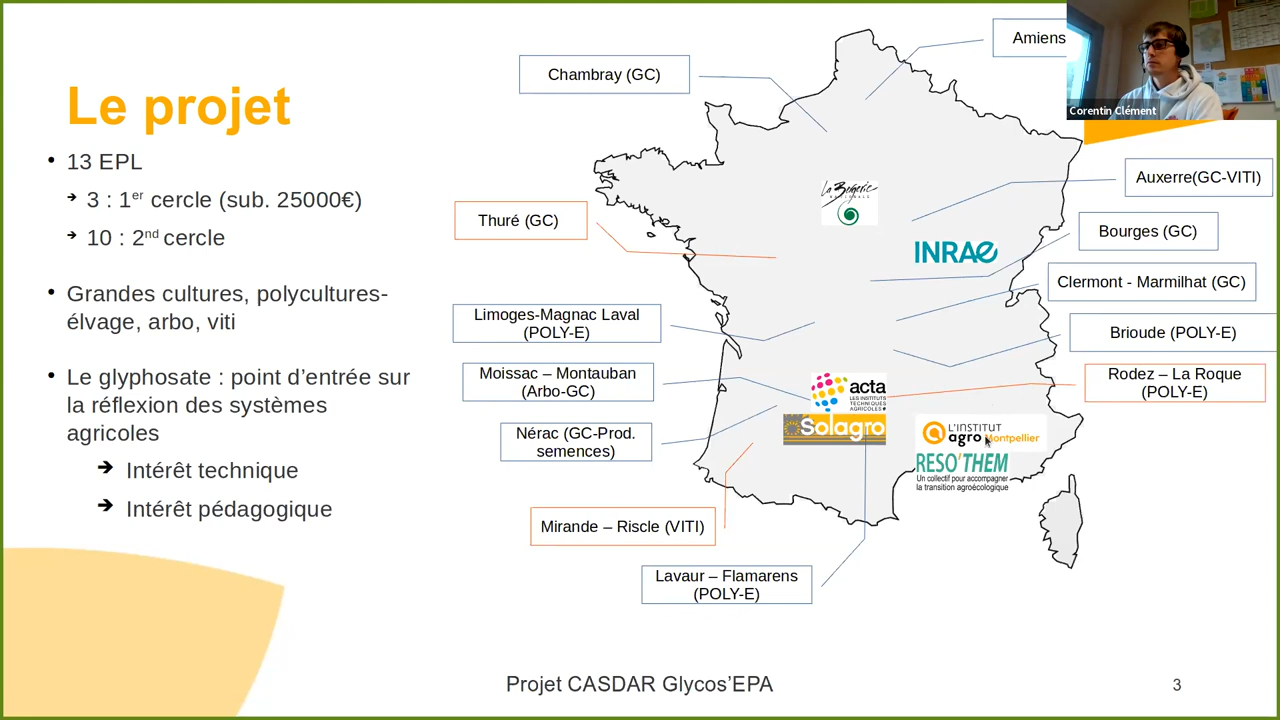 Le projet
• 13 EPL
➔ 3 : 1er cercle (sub. 25000€)
➔ 10 : 2nd cercle
• Grandes cultures, polycultures-
élvage, arbo, viti
• Le glyphosate : point d’entrée sur
la réflexion des systèmes
agricoles
➔ Intérêt technique
➔ Intérêt pédagogique
Chambray (GC)
Amiens
Corentin Clément
Auxerre(GC-VITI)
La Bergerie
NATIONALE
Thuré (GC)
Bourges (GC)
INRAE
Clermont - Marmilhat (GC)
Limoges-Magnac Laval
(POLY-E)
Brioude (POLY-E)
Moissac – Montauban
(Arbo-GC)
acta
LES INSTITUTS
TECHNIQUES
AGRICOLES
Rodez – La Roque
(POLY-E)
Nérac (GC-Prod.
semences)
Solagro
L'INSTITUT
agro Montpellier
RESO'THEM
Un collectif pour accompagner
la transition agroécologique
Mirande – Riscle (VITI)
Lavaur – Flamarens
(POLY-E)
Projet CASDAR Glycos’EPA
3